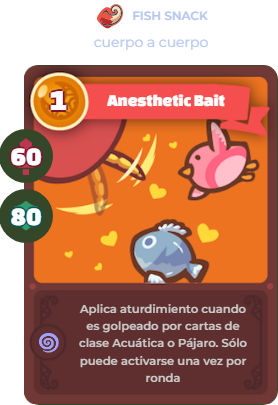 FISH SNACK
cuerpo a cuerpo
1
Anesthetic Bait
60
80
Aplica aturdimiento cuando
es golpeado por cartas de
clase Acuática o Pájaro. Sólo
puede activarse una vez por
ronda